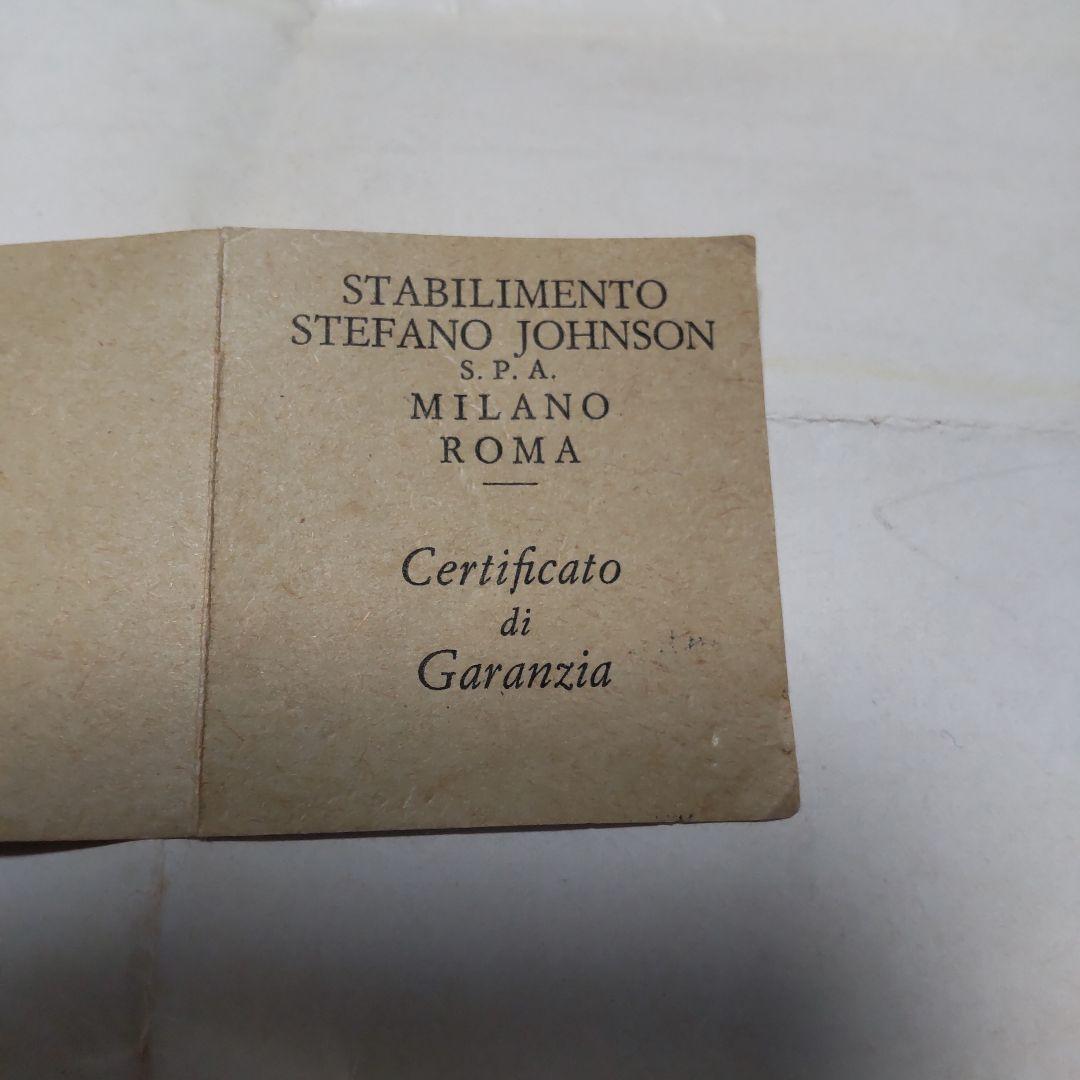 STABILIMENTO
STEFANO JOHNSON
S. P. A.
MILANO
ROMA
Certificato
di
Garanzia